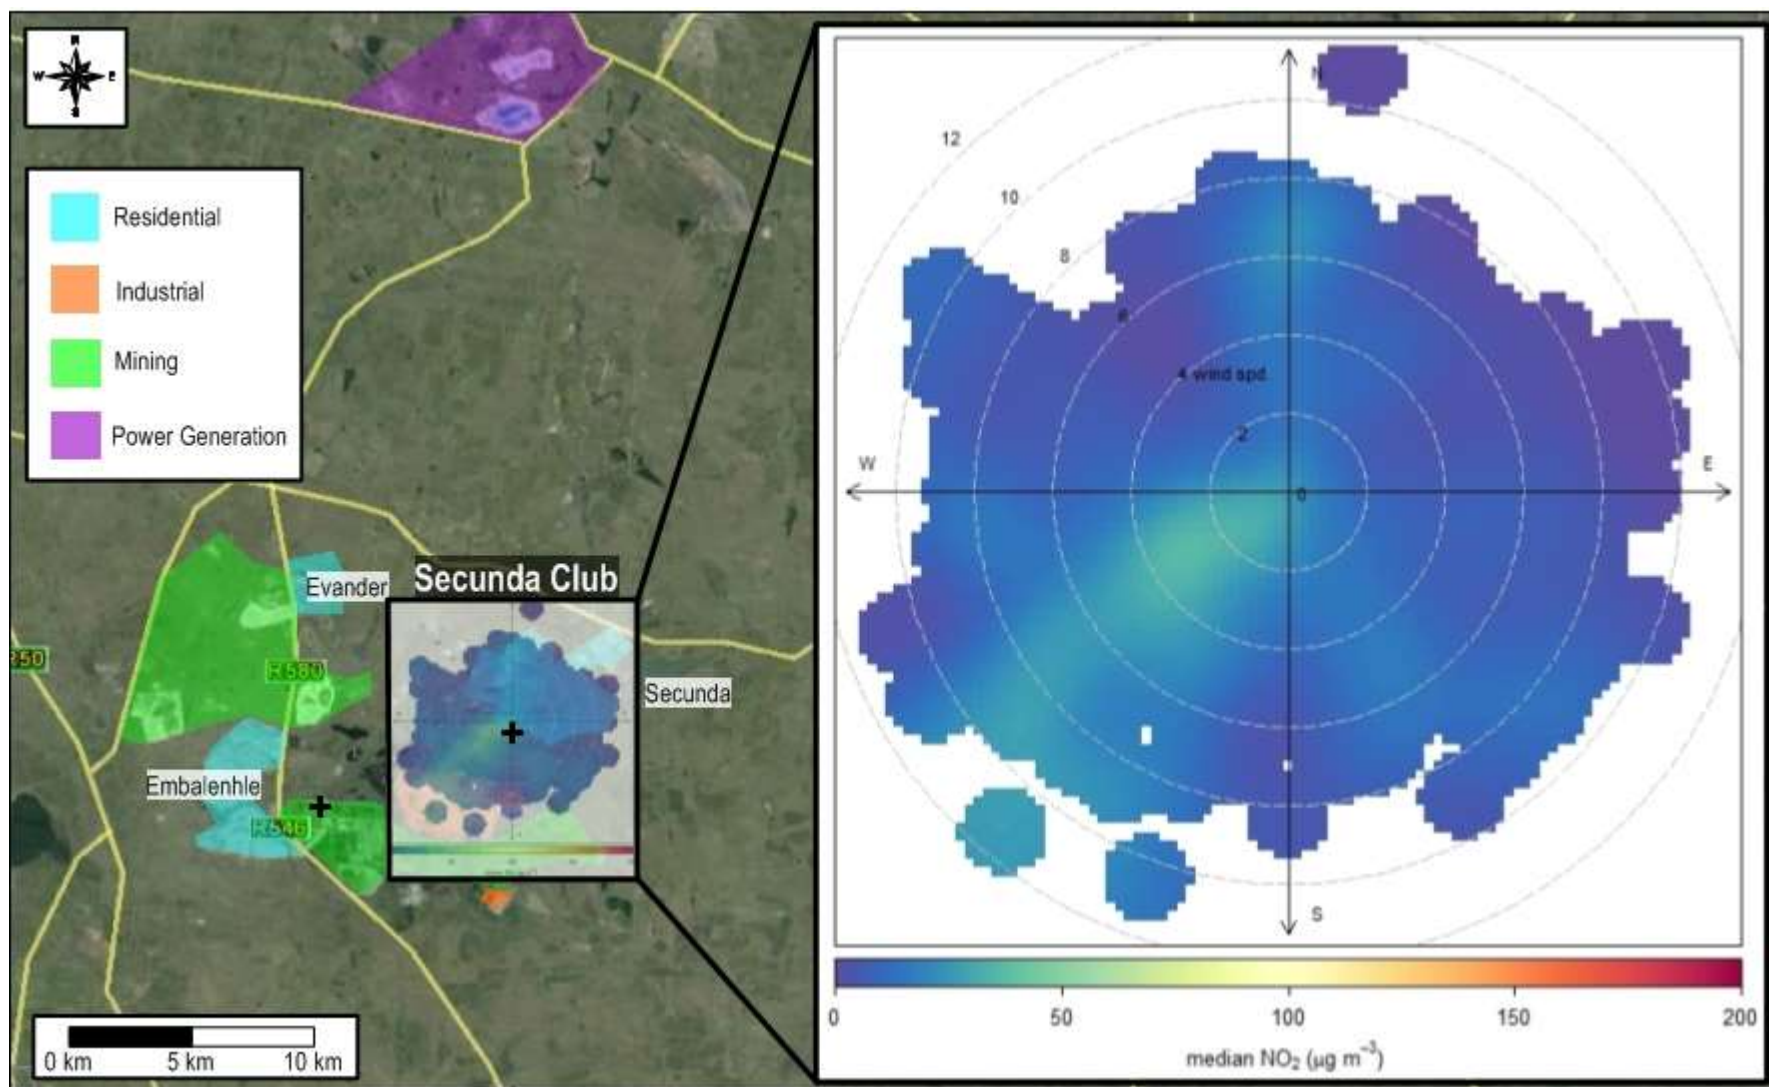 N
W E
S
Residential
Industrial
Mining
Power Generation
Evander
Secunda Club
R50
R580
Secunda
Embalenhle
R546
0 km 5 km 10 km
N
12
10
8
6
4 wind spd.
2
W
0
E
S
0 50 100 150 200
median NO₂ (µg m⁻³)